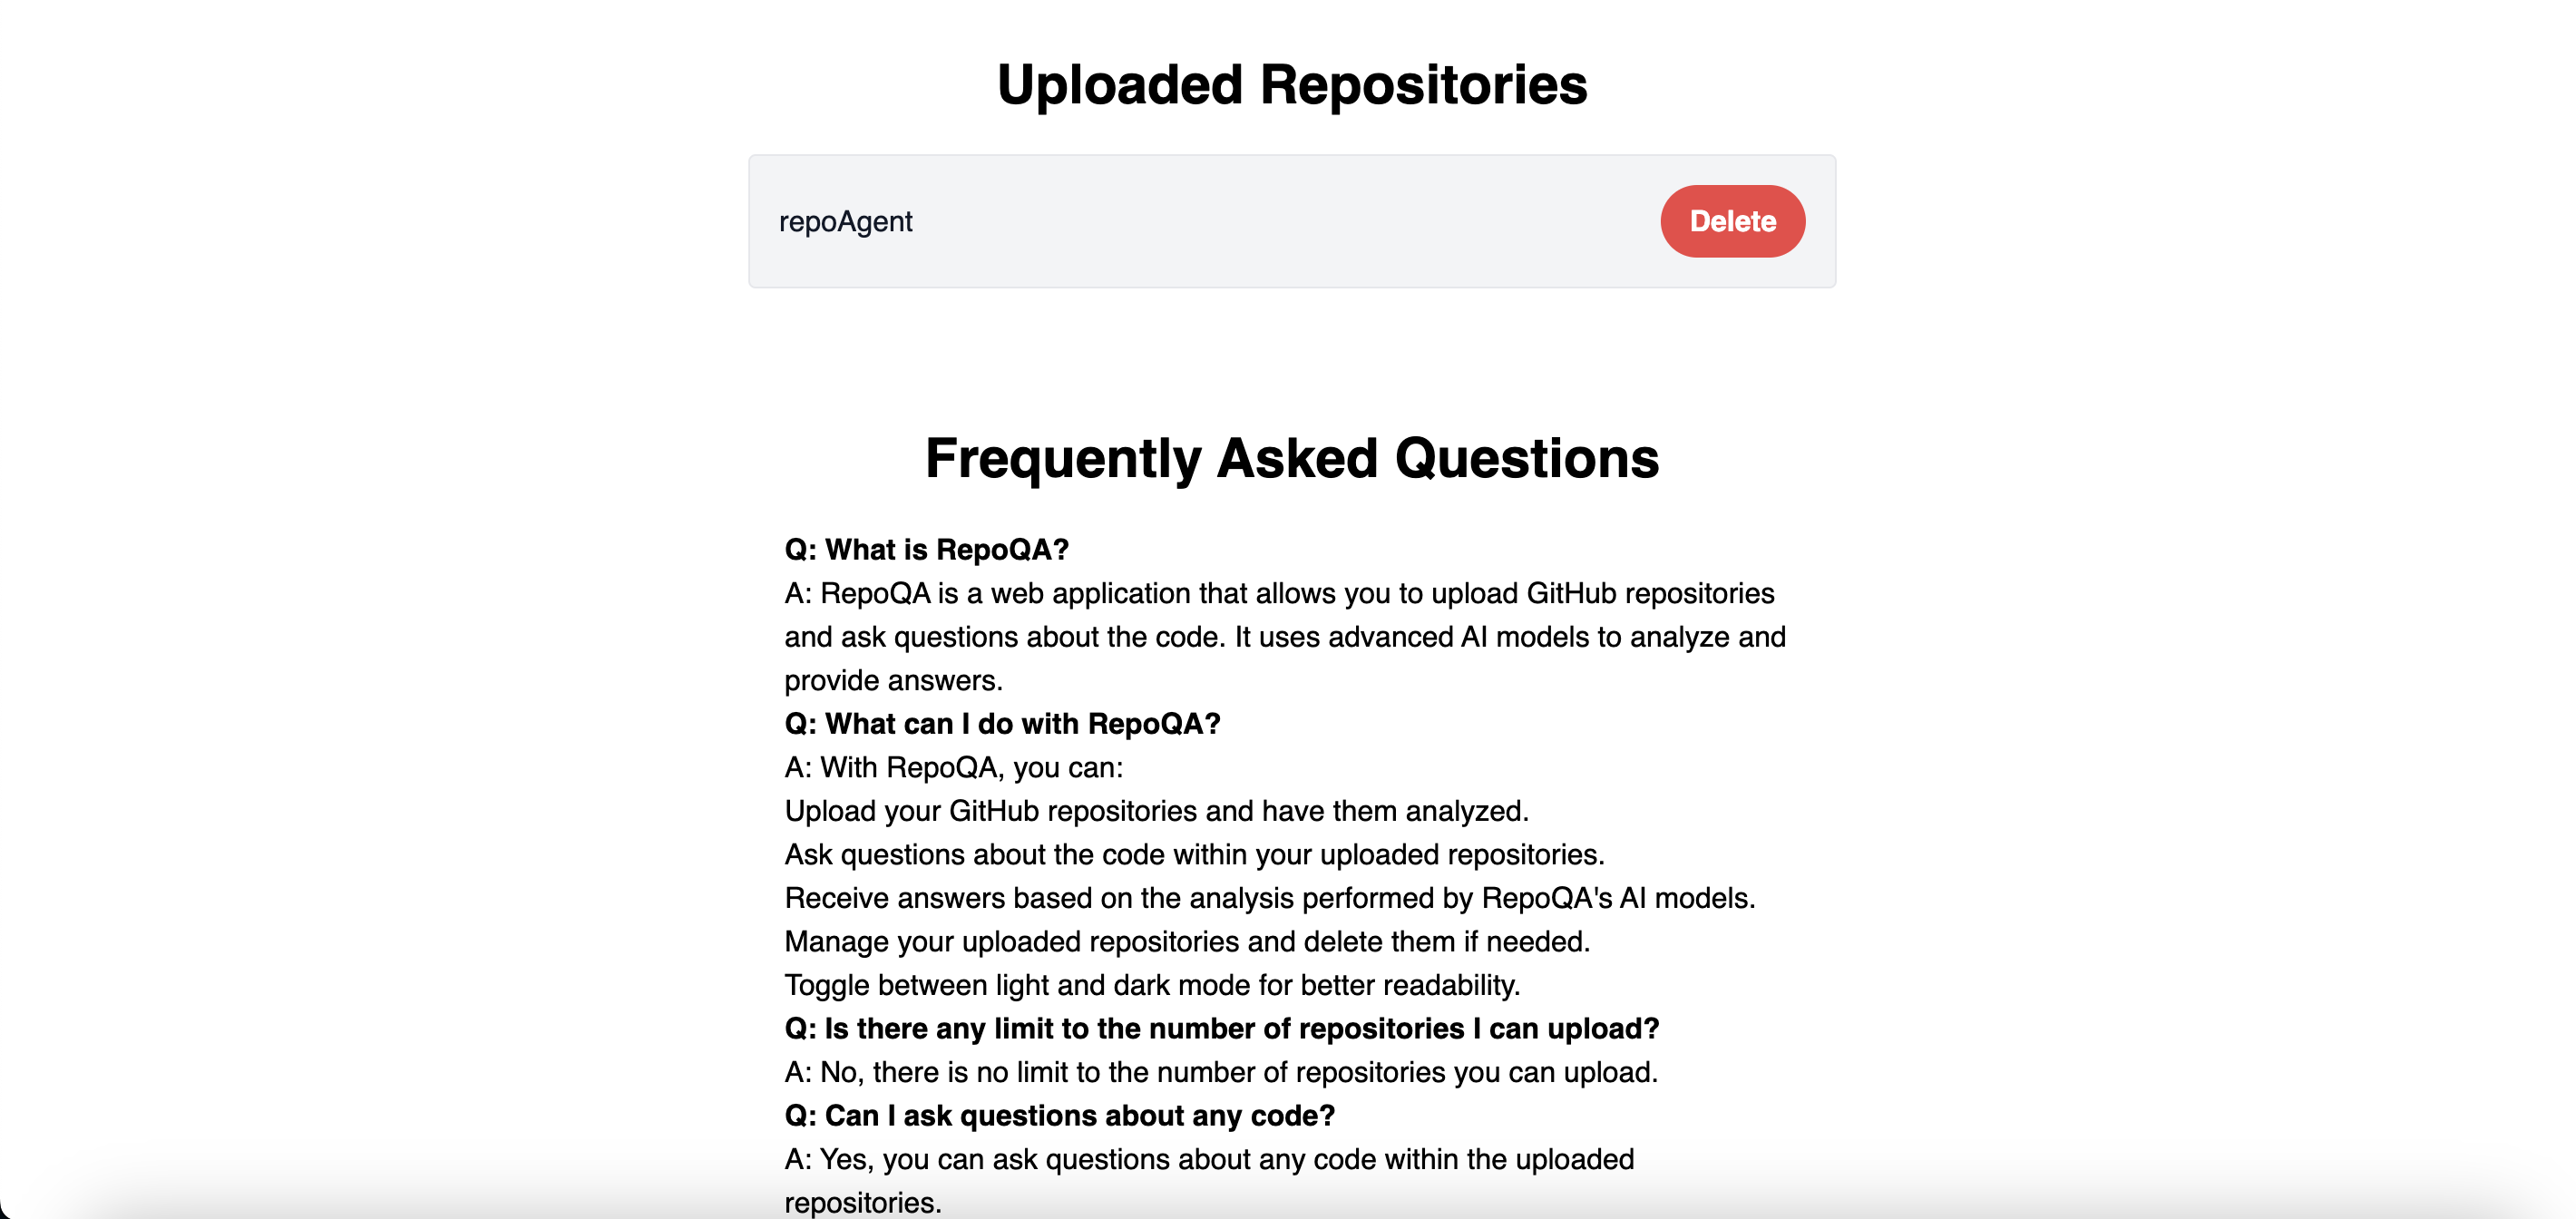 Uploaded Repositories
repoAgent
Delete
Frequently Asked Questions
Q: What is RepoQA?
A: RepoQA is a web application that allows you to upload GitHub repositories
and ask questions about the code. It uses advanced AI models to analyze and
provide answers.
Q: What can I do with RepoQA?
A: With RepoQA, you can:
Upload your GitHub repositories and have them analyzed.
Ask questions about the code within your uploaded repositories.
Receive answers based on the analysis performed by RepoQA's AI models.
Manage your uploaded repositories and delete them if needed.
Toggle between light and dark mode for better readability.
Q: Is there any limit to the number of repositories I can upload?
A: No, there is no limit to the number of repositories you can upload.
Q: Can I ask questions about any code?
A: Yes, you can ask questions about any code within the uploaded
repositories.